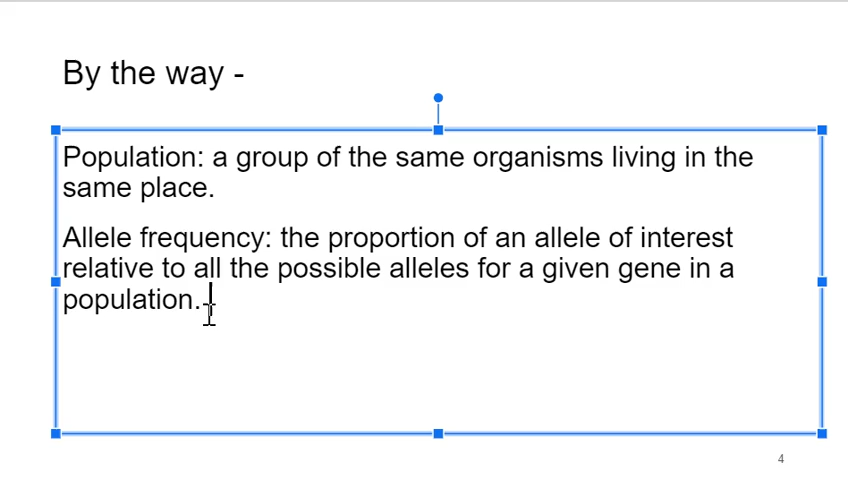 By the way -
Population: a group of the same organisms living in the
same place.
Allele frequency: the proportion of an allele of interest
relative to all the possible alleles for a given gene in a
population.
4